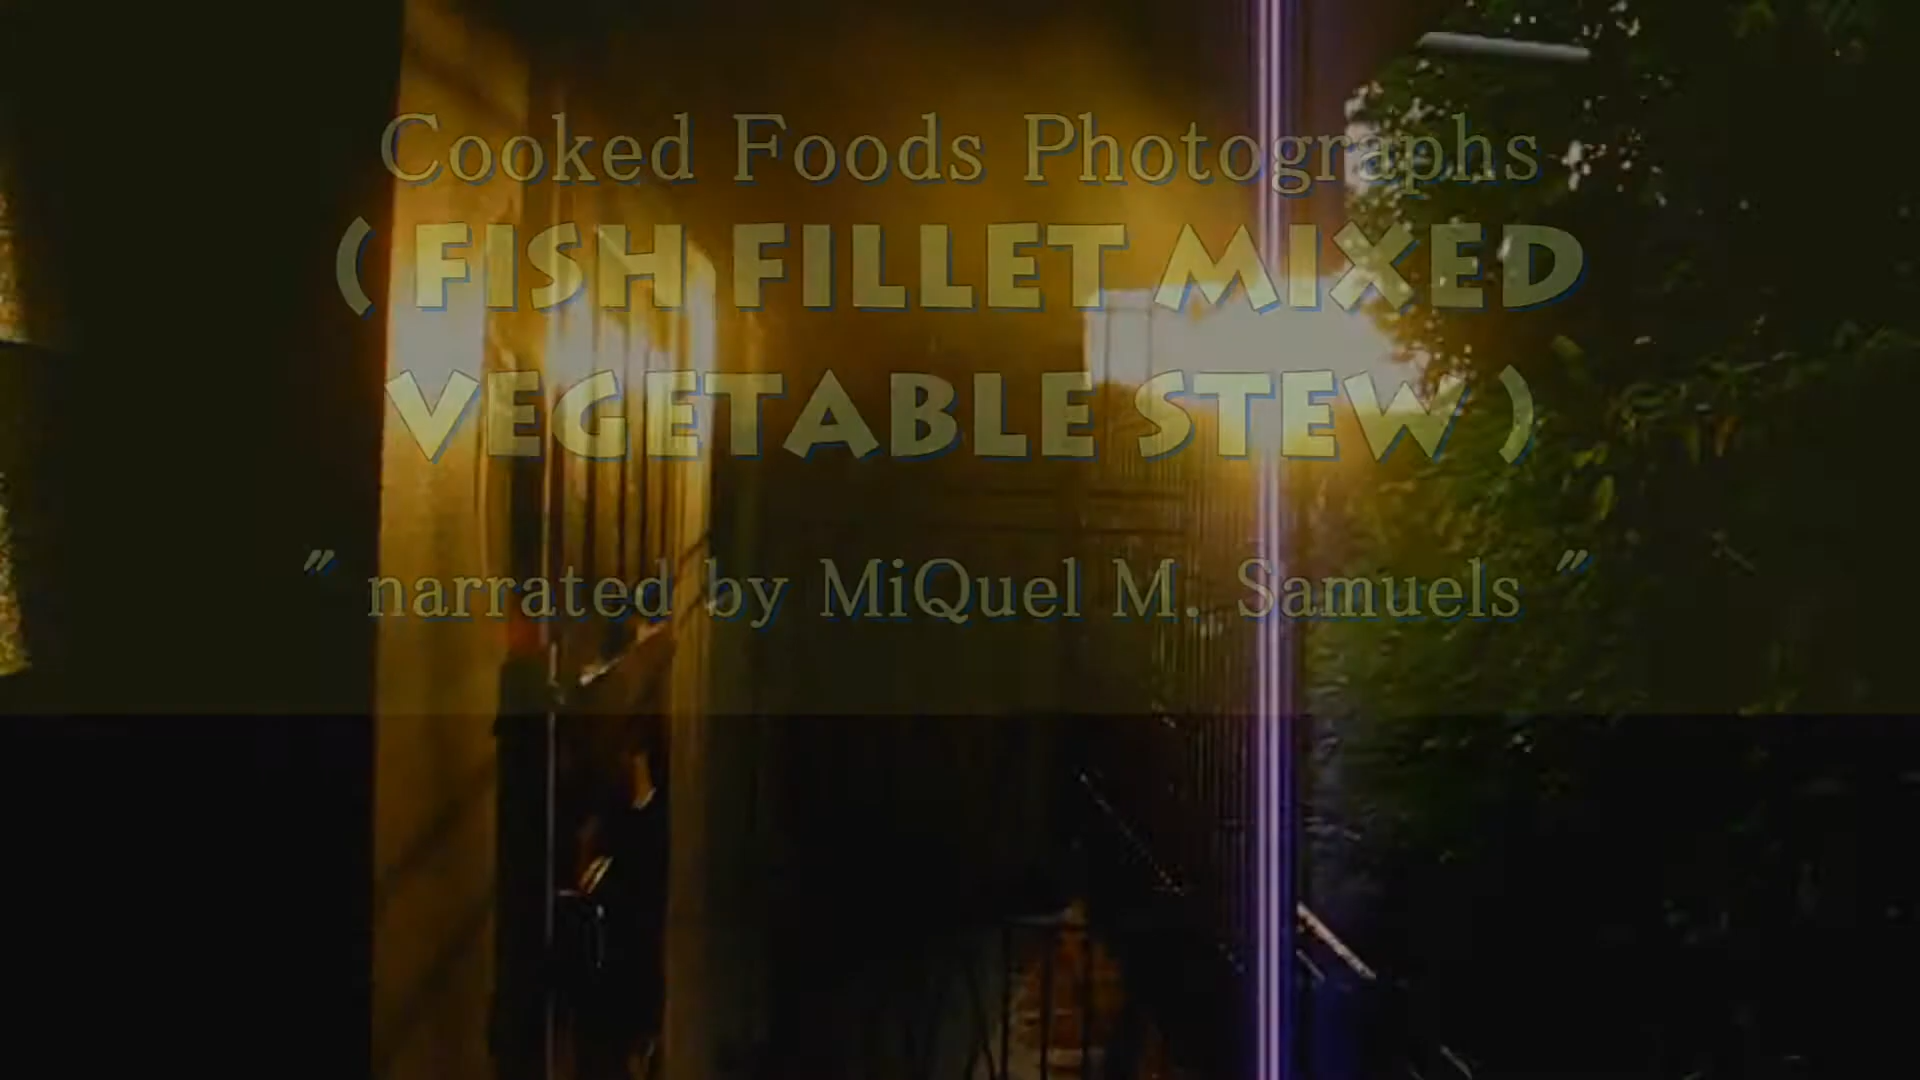 Cooked Foods Photographs
( FISH FILLET MIXED
VEGETABLE STEW )
" narrated by MiQuel M. Samuels "